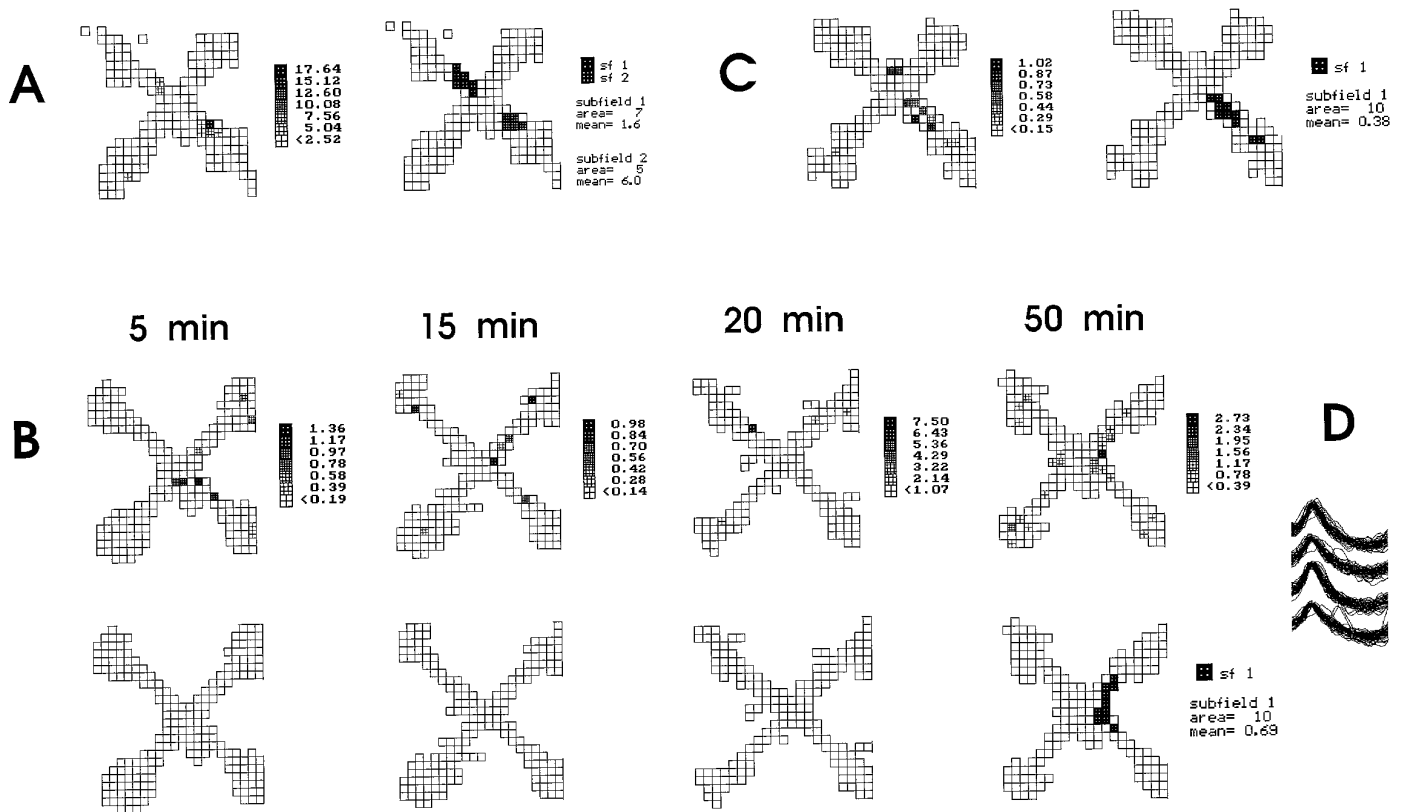 A
17.64
15.12
12.60
10.08
7.56
5.04
<2.52
sf 1
sf 2
subfield 1
area= 7
mean= 1.6
subfield 2
area= 5
mean= 6.0
C
1.02
0.87
0.73
0.58
0.44
0.29
<0.15
sf 1
subfield 1
area= 10
mean= 0.38
5 min
15 min
20 min
50 min
B
1.36
1.17
0.97
0.78
0.58
0.39
<0.19
0.98
0.84
0.70
0.56
0.42
0.28
<0.14
7.50
6.43
5.36
4.29
3.22
2.14
<1.07
2.73
2.34
1.95
1.56
1.17
0.78
<0.39
D
sf 1
subfield 1
area= 10
mean= 0.69